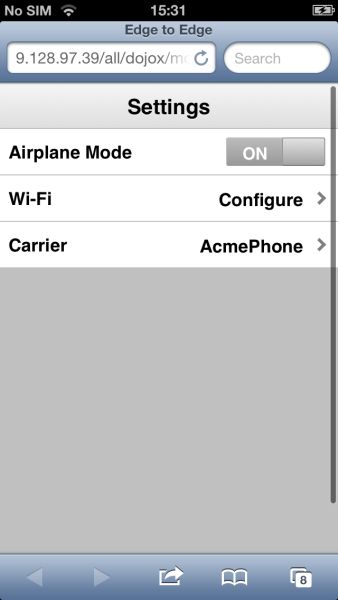 No SIM 15:31
Edge to Edge
9.128.97.39/all/dojox/mo Search
Settings
Airplane Mode ON
Wi-Fi Configure
Carrier AcmePhone
8